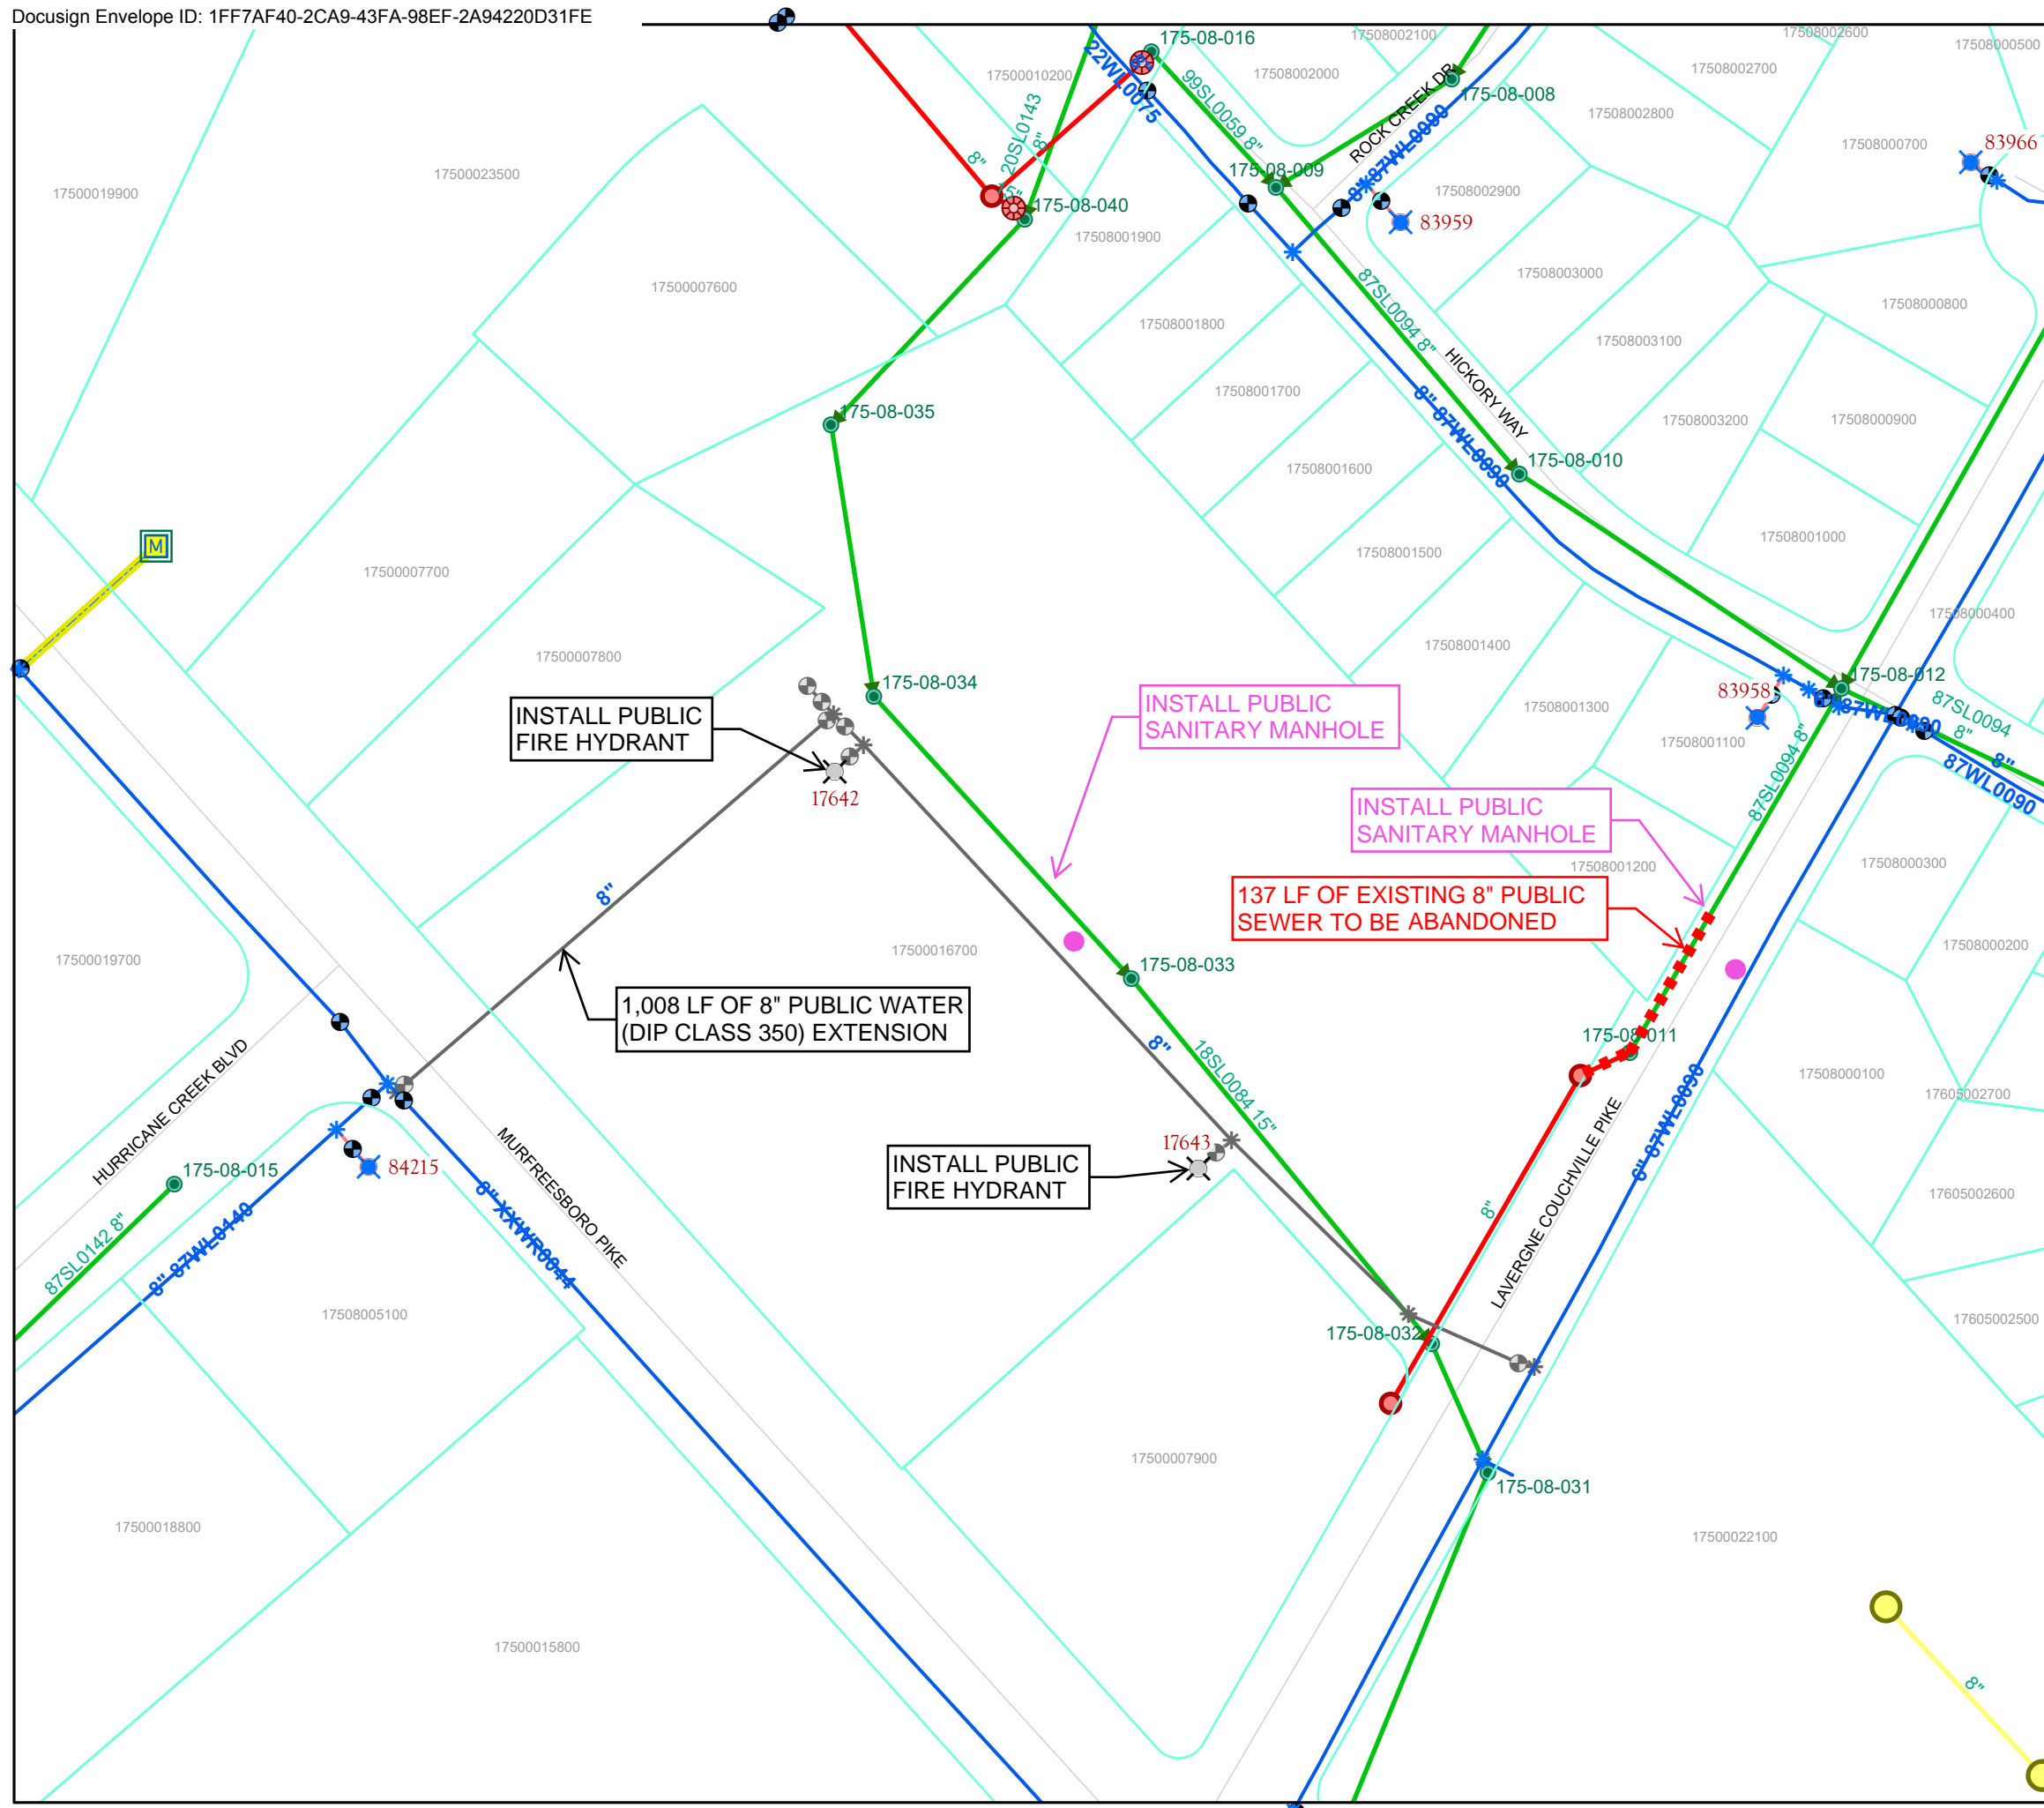 Docusign Envelope ID: 1FF7AF40-2CA9-43FA-98EF-2A94220D31FE
175-08-016
17508002100
17508002600
17508000500
22WL0075
17500010200
99SL0059 8"
17508002000
17508002700
175-08-008
ROCK CREEK DR
8" 87WL0090
17508002800
17508000700
83966
20SL0143
8"
8"
15"
175-08-009
17500023500
17500019900
17508002900
83959
175-08-040
17508001900
17500007600
17508003000
17508000800
87SL0094 8"
17508001800
17508003100
HICKORY WAY
17508001700
8" 87WL0090
175-08-035
17508003200
17508000900
175-08-010
17508001600
17508001000
M
17508001500
17500007700
17508000400
17508001400
17500007800
175-08-034
175-08-012
83958
87WL0090
87SL0094
8"
INSTALL PUBLIC
FIRE HYDRANT
INSTALL PUBLIC
SANITARY MANHOLE
17508001300
17508001100
87SL0094 8"
8"
87WL0090
17642
INSTALL PUBLIC
SANITARY MANHOLE
17508001200
17508000300
8"
137 LF OF EXISTING 8" PUBLIC
SEWER TO BE ABANDONED
17500019700
17500016700
175-08-033
17508000200
1,008 LF OF 8" PUBLIC WATER
(DIP CLASS 350) EXTENSION
8"
175-08-011
HURRICANE CREEK BLVD
18SL0084 15"
17508000100
17605002700
6" 87WL0090
MURFREESBORO PIKE
17643
175-08-015
84215
INSTALL PUBLIC
FIRE HYDRANT
17605002600
8"
LAVERGNE COUCHVILLE PIKE
87SL0142 8"
8" 87WL0140
8" XXWR0044
17508005100
175-08-032
17605002500
17500007900
175-08-031
17500018800
17500022100
17500015800
8"